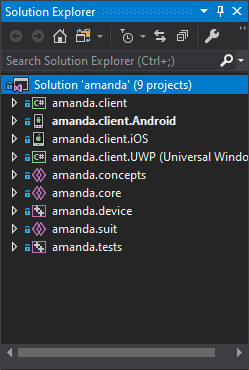 Solution Explorer
Search Solution Explorer (Ctrl+;)
Solution 'amanda' (9 projects)
C# amanda.client
amanda.client.Android
amanda.client.iOS
C# amanda.client.UWP (Universal Windo
amanda.concepts
amanda.core
amanda.device
amanda.suit
amanda.tests